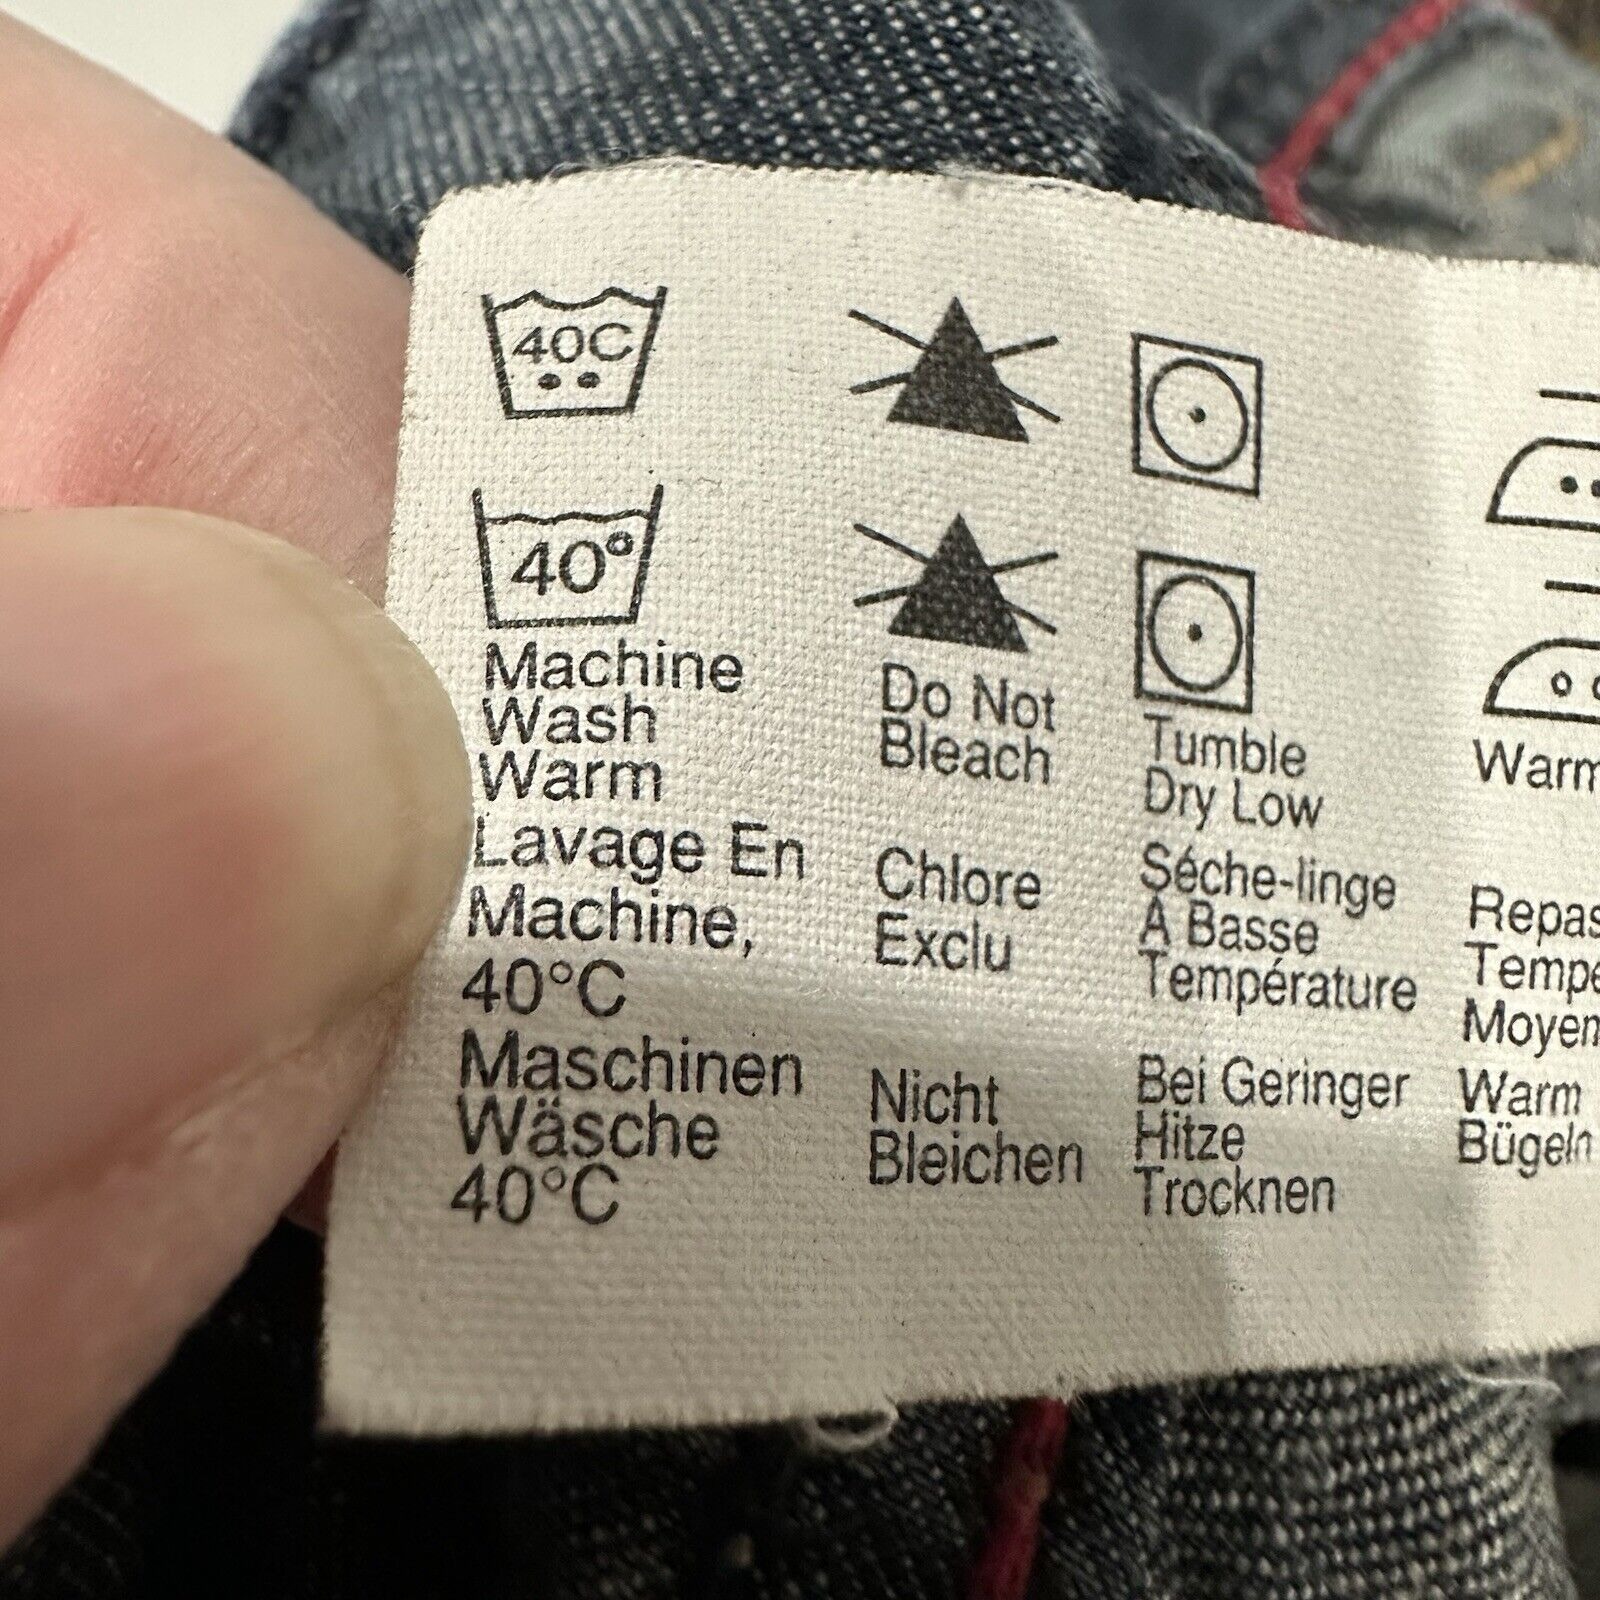 40C
40°
Machine
Wash
Warm
Lavage En
Machine,
40°C
Maschinen
Wäsche
40°C
Do Not
Bleach
Chlore
Exclu
Nicht
Bleichen
Tumble
Dry Low
Séche-linge
A Basse
Température
Bei Geringer
Hitze
Trocknen
Warm
Warm
Bügeln